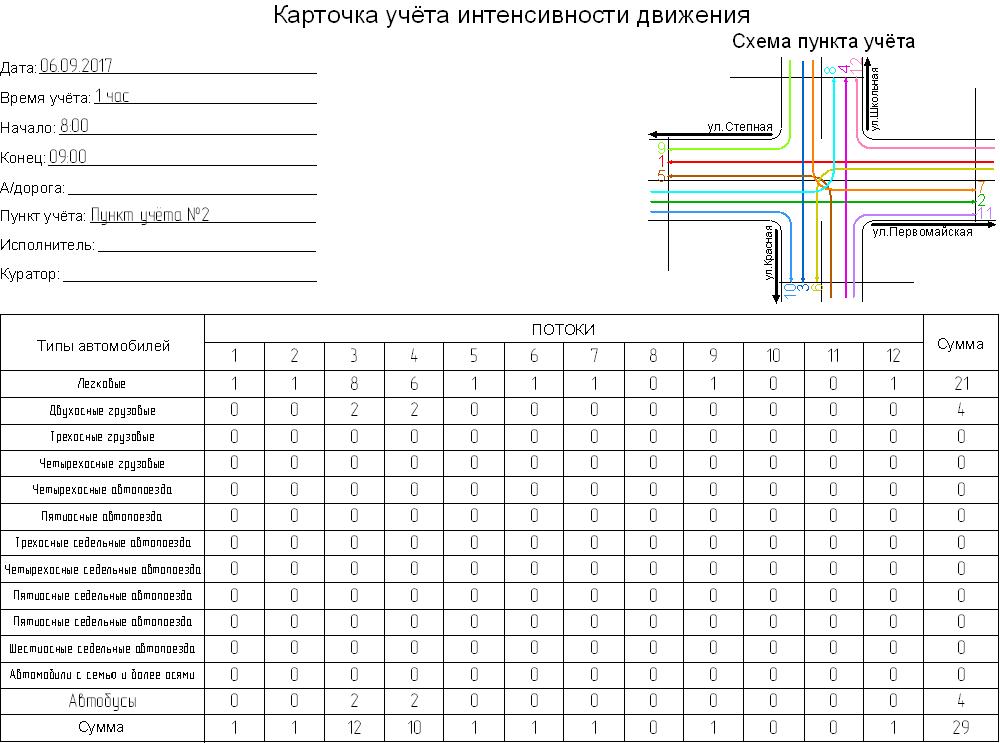 Карточка учёта интенсивности движения
Схема пункта учёта
Дата: 06.09.2017
Время учёта: 1 час
Начало: 8:00
Конец: 09:00
А/дорога:
Пункт учёта: Пункт учёта №2
Исполнитель:
Куратор:
8 4 12
ул.Школьная
ул.Степная
9
1
5
7
2
11
ул.Первомайская
ул.Красная
10 3 6
Типы автомобилей ПОТОКИ Сумма
1 2 3 4 5 6 7 8 9 10 11 12
Легковые 1 1 8 6 1 1 1 0 1 0 0 1 21
Двухосные грузовые 0 0 2 2 0 0 0 0 0 0 0 0 4
Трехосные грузовые 0 0 0 0 0 0 0 0 0 0 0 0 0
Четырехосные грузовые 0 0 0 0 0 0 0 0 0 0 0 0 0
Четырехосные автопоезда 0 0 0 0 0 0 0 0 0 0 0 0 0
Пятиосные автопоезда 0 0 0 0 0 0 0 0 0 0 0 0 0
Трехосные седельные автопоезда 0 0 0 0 0 0 0 0 0 0 0 0 0
Четырехосные седельные автопоезда 0 0 0 0 0 0 0 0 0 0 0 0 0
Пятиосные седельные автопоезда 0 0 0 0 0 0 0 0 0 0 0 0 0
Пятиосные седельные автопоезда 0 0 0 0 0 0 0 0 0 0 0 0 0
Шестиосные седельные автопоезда 0 0 0 0 0 0 0 0 0 0 0 0 0
Автомобили с семью и более осями 0 0 0 0 0 0 0 0 0 0 0 0 0
Автобусы 0 0 2 2 0 0 0 0 0 0 0 0 4
Сумма 1 1 12 10 1 1 1 0 1 0 0 1 29